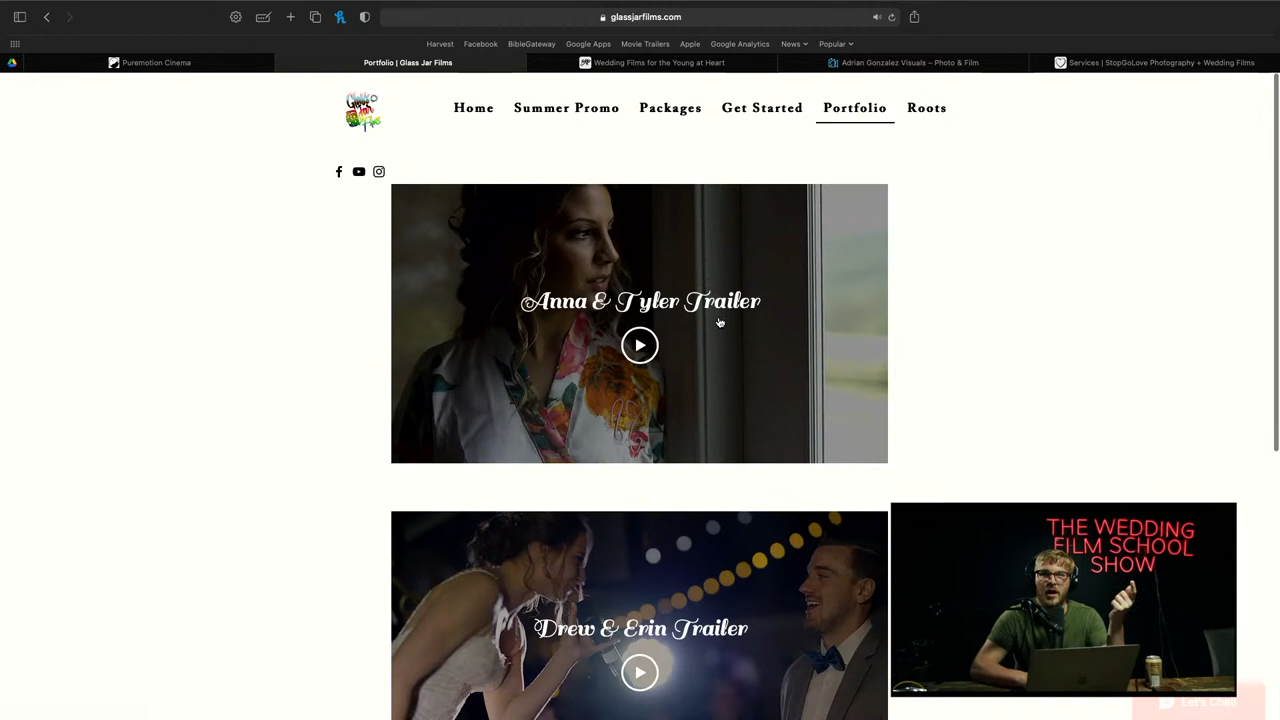 glassjarfilms.com
Harvest Facebook BibleGateway Google Apps Movie Trailers Apple Google Analytics News Popular
Puremotion Cinema Portfolio | Glass Jar Films Wedding Films for the Young at Heart Adrian Gonzalez Visuals – Photo & Film Services | StopGoLove Photography + Wedding Films
Home Summer Promo Packages Get Started Portfolio Roots
Anna & Tyler Trailer
THE WEDDING
FILM SCHOOL
SHOW
Drew & Erin Trailer
Let's Chat